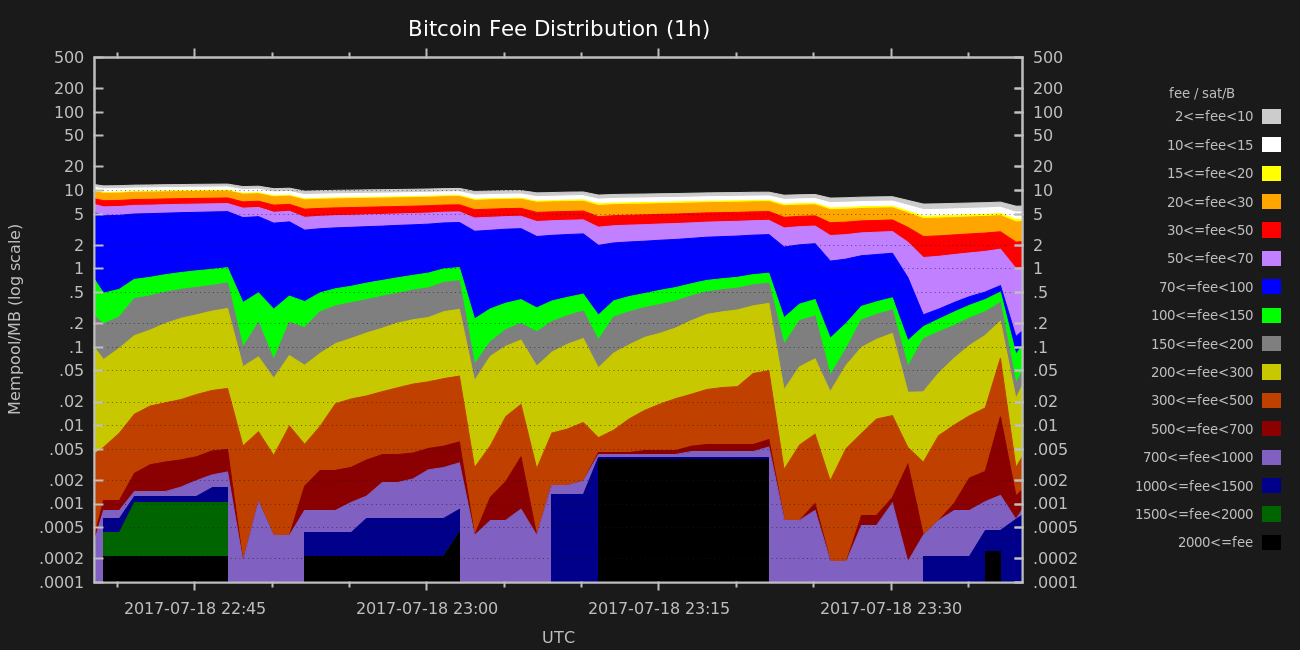 Bitcoin Fee Distribution (1h)
500 500
200 200
100 100
50 50
20 20
10 10
5 5
2 2
1 1
.5 .5
.2 .2
.1 .1
.05 .05
.02 .02
.01 .01
.005 .005
.002 .002
.001 .001
.0005 .0005
.0002 .0002
.0001 .0001
Mempool/MB (log scale)
2017-07-18 22:45 2017-07-18 23:00 2017-07-18 23:15 2017-07-18 23:30
UTC
fee / sat/B
2<=fee<10
10<=fee<15
15<=fee<20
20<=fee<30
30<=fee<50
50<=fee<70
70<=fee<100
100<=fee<150
150<=fee<200
200<=fee<300
300<=fee<500
500<=fee<700
700<=fee<1000
1000<=fee<1500
1500<=fee<2000
2000<=fee